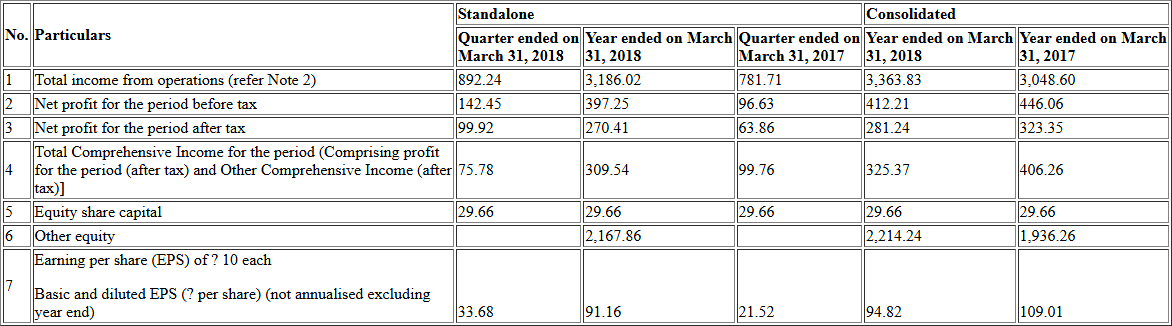 No. Particulars Standalone Consolidated
Quarter ended on March 31, 2018 Year ended on March 31, 2018 Quarter ended on March 31, 2017 Year ended on March 31, 2018 Year ended on March 31, 2017
1 Total income from operations (refer Note 2) 892.24 3,186.02 781.71 3,363.83 3,048.60
2 Net profit for the period before tax 142.45 397.25 96.63 412.21 446.06
3 Net profit for the period after tax 99.92 270.41 63.86 281.24 323.35
4 Total Comprehensive Income for the period (Comprising profit
for the period (after tax) and Other Comprehensive Income (after
tax)] 75.78 309.54 99.76 325.37 406.26
5 Equity share capital 29.66 29.66 29.66 29.66 29.66
6 Other equity 2,167.86 2,214.24 1,936.26
7 Earning per share (EPS) of ? 10 each
Basic and diluted EPS (? per share) (not annualised excluding
year end) 33.68 91.16 21.52 94.82 109.01